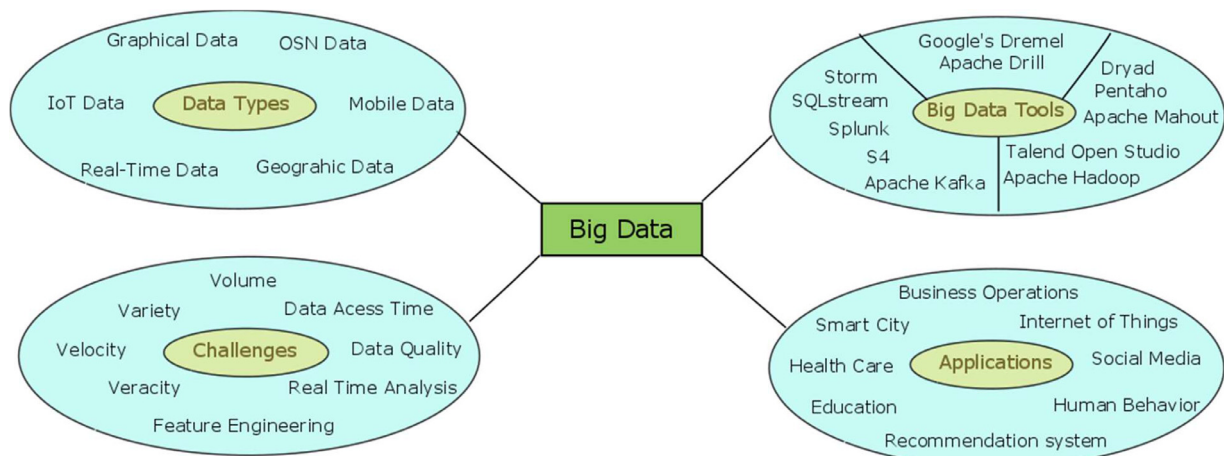 Graphical Data
OSN Data
IoT Data
Data Types
Mobile Data
Real-Time Data
Geograhic Data
Google's Dremel
Apache Drill
Storm
SQLstream
Splunk
S4
Apache Kafka
Big Data Tools
Dryad
Pentaho
Apache Mahout
Talend Open Studio
Apache Hadoop
Big Data
Volume
Variety
Data Acess Time
Velocity
Challenges
Data Quality
Veracity
Real Time Analysis
Feature Engineering
Business Operations
Smart City
Internet of Things
Health Care
Applications
Social Media
Education
Human Behavior
Recommendation system